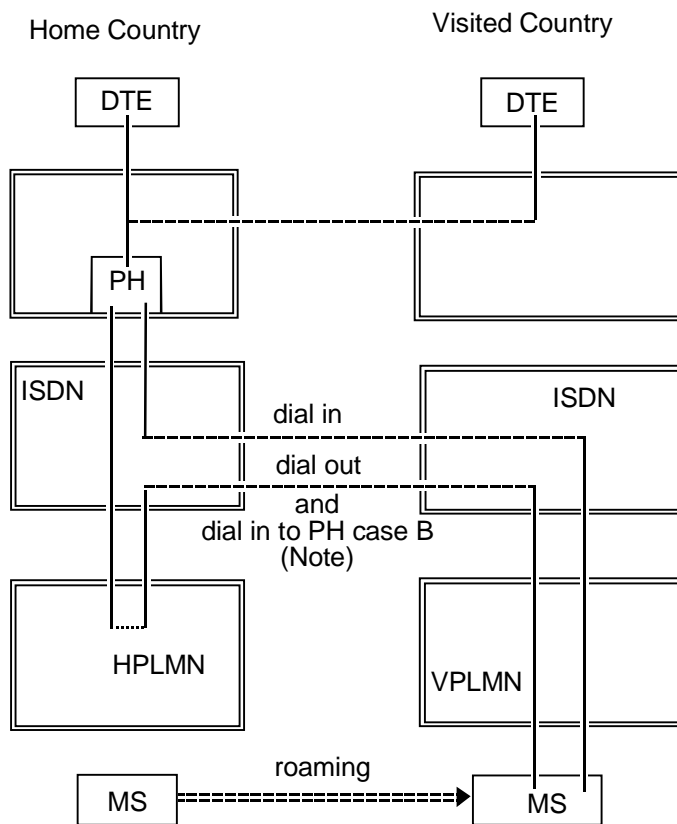 Home Country
Visited Country
DTE
DTE
PH
ISDN
ISDN
dial in
dial out
and
dial in to PH case B
(Note)
HPLMN
VPLMN
roaming
MS
MS